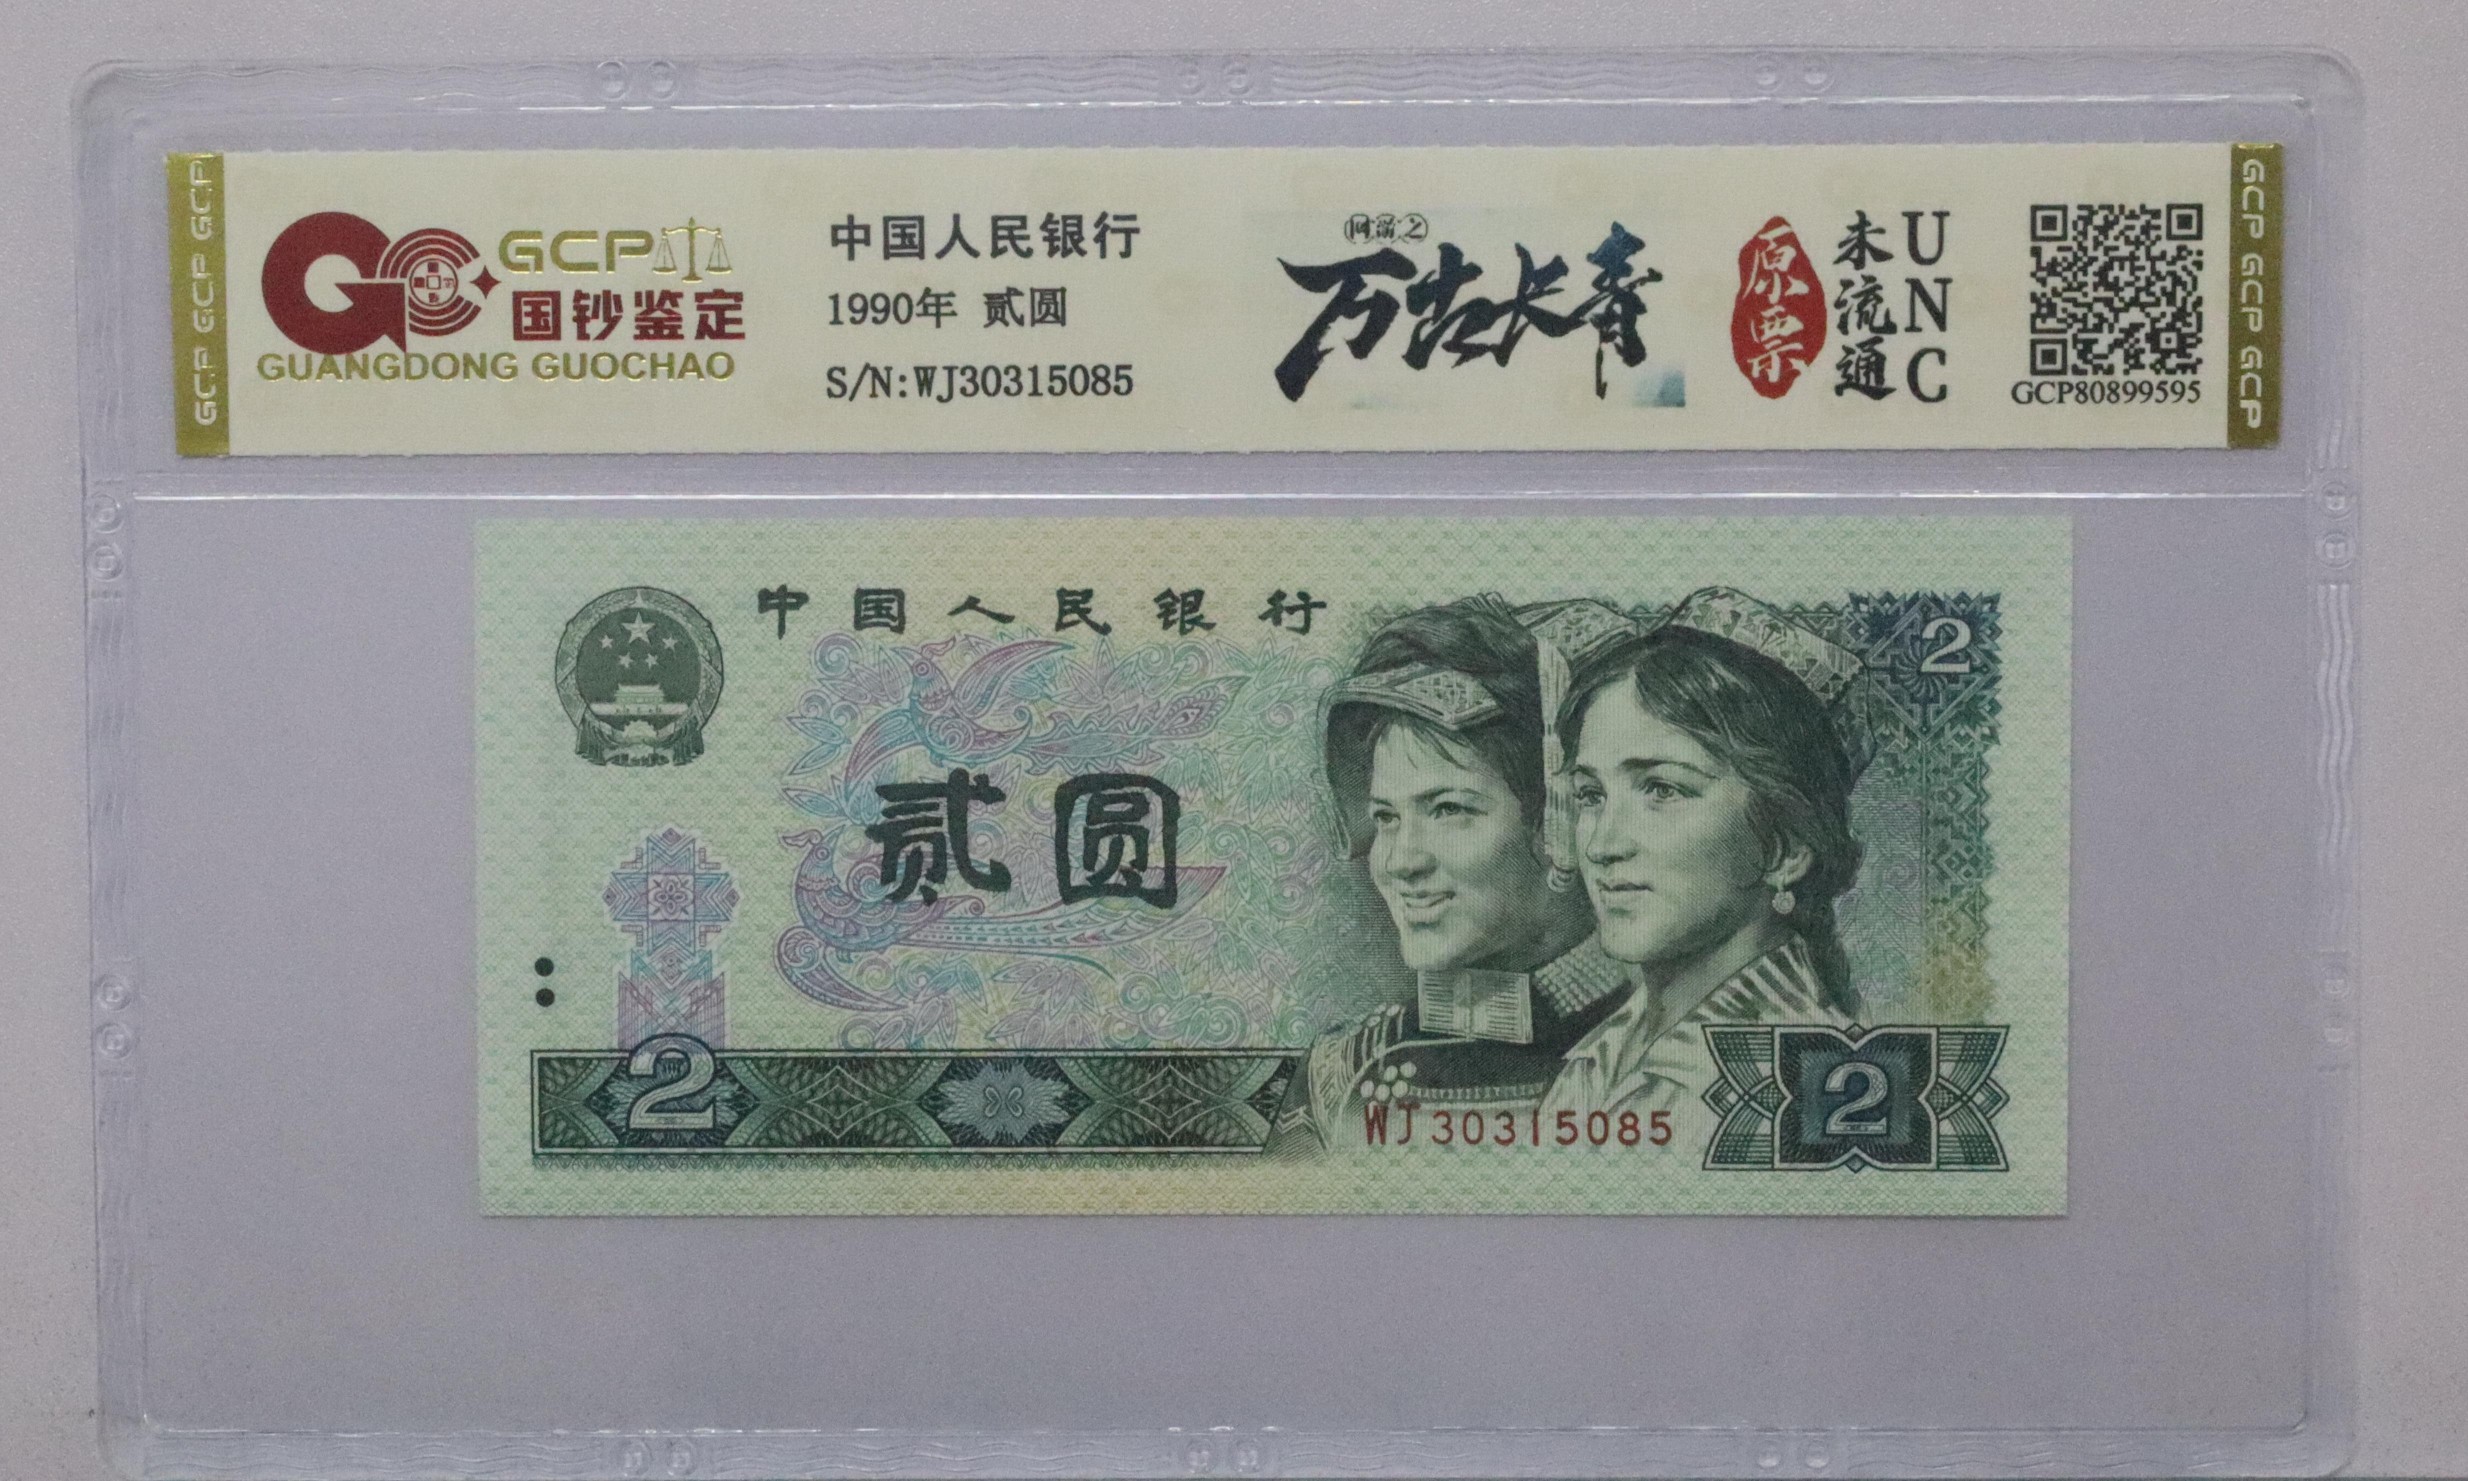 GCP GCP GCP
GCP
国钞鉴定
GUANGDONG GUOCHAO
中国人民银行
1990年 贰圆
S/N:WJ30315085
万古长青
原票
未流通
UNC
GCP80899595
GCP GCP GCP
中国人民银行
2
贰圆
2
WJ30315085
2